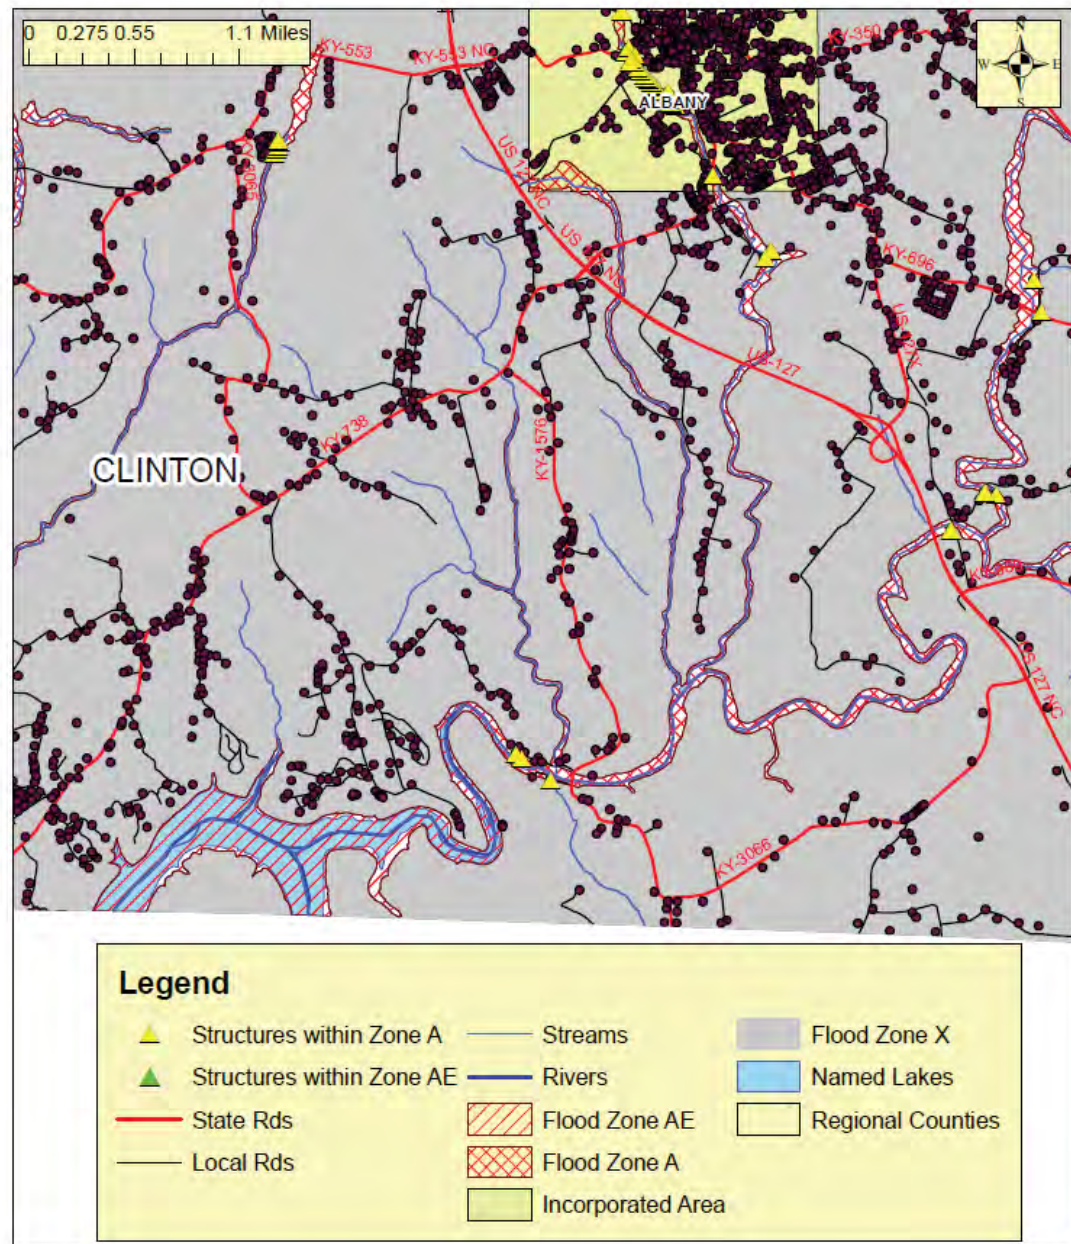 0 0.275 0.55 1.1 Miles
KY-553
KY-553 NC
KY-350
N
W E
S
ALBANY
US 127 NC
KY-696
US-127
KY-738
KY-1576
CLINTON
US 127 NC
KY-3066
Legend
Structures within Zone A
Structures within Zone AE
State Rds
Local Rds
Streams
Rivers
Flood Zone AE
Flood Zone A
Incorporated Area
Flood Zone X
Named Lakes
Regional Counties